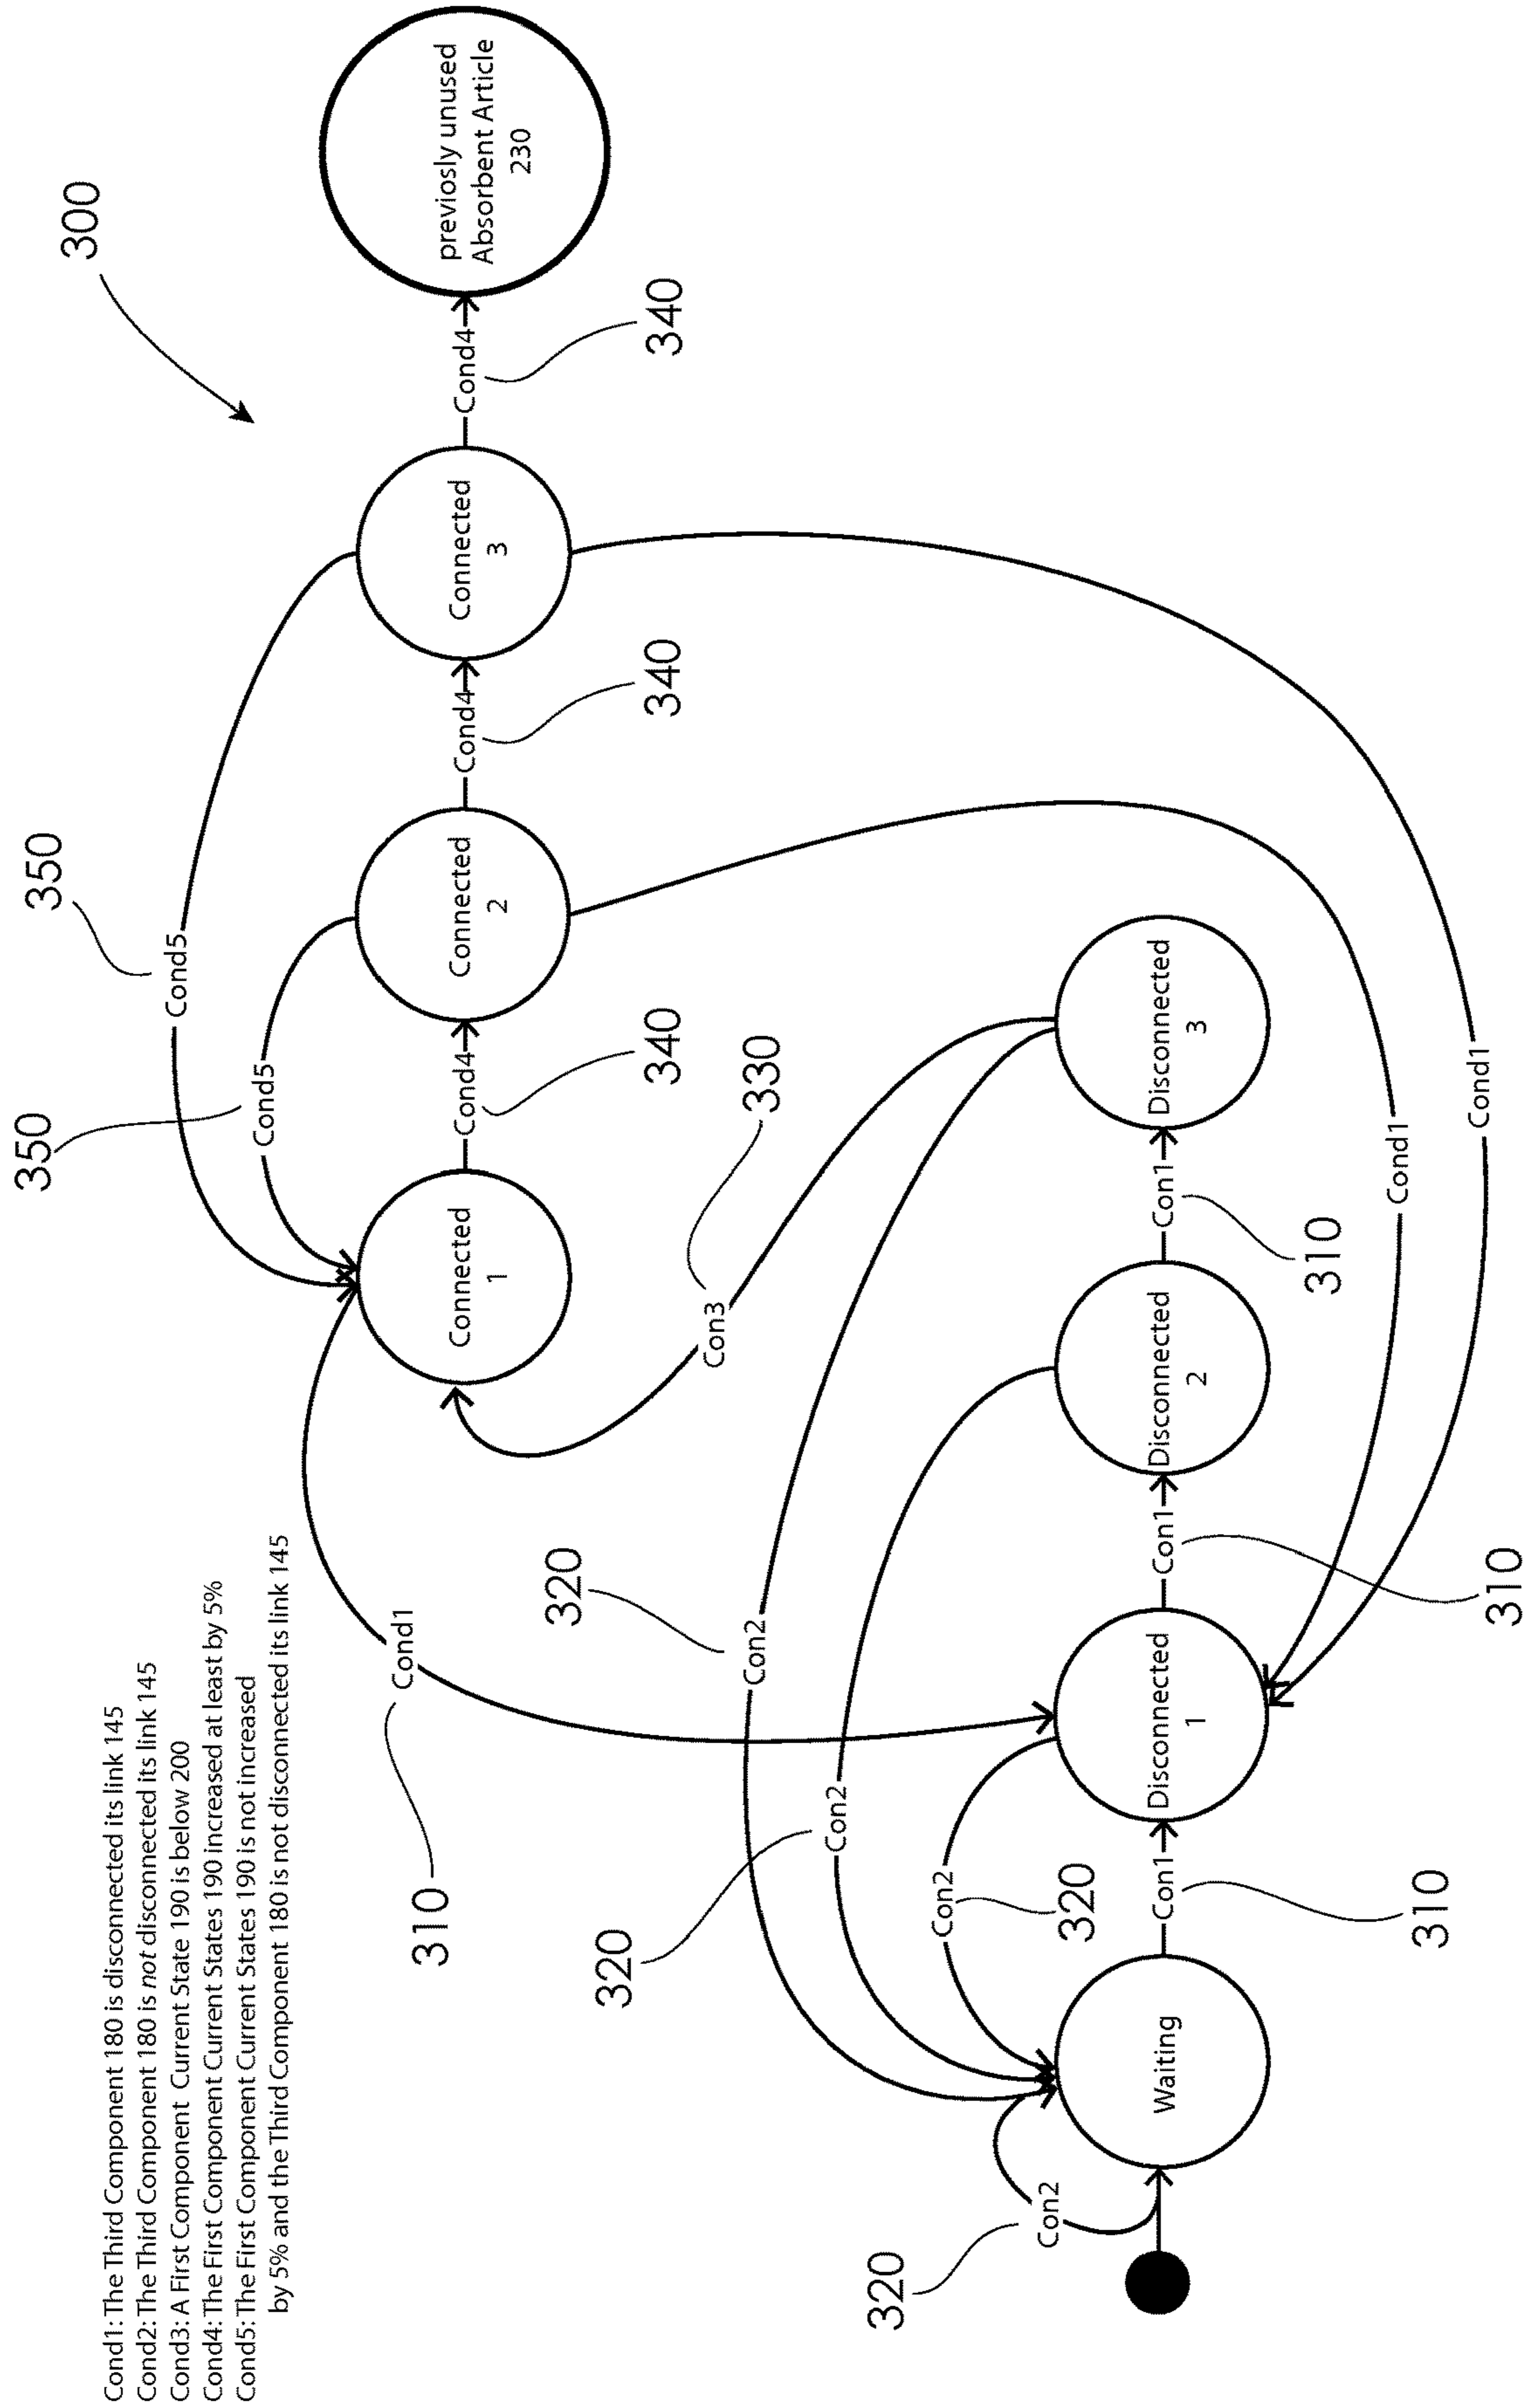 Cond1: The Third Component 180 is disconnected its link 145
Cond2: The Third Component 180 is not disconnected its link 145
Cond3: A First Component Current State 190 is below 200
Cond4: The First Component Current States 190 increased at least by 5%
Cond5: The First Component Current States 190 is not increased
by 5% and the Third Component 180 is not disconnected its link 145
300
350
350
Cond5
Cond5
Connected
1
Cond4
340
Connected
2
Cond4
340
Connected
3
Cond4
340
previosly unused
Absorbent Article
230
310
Cond1
Con3
330
320
Con2
320
Con2
Con2
320
320
Con2
Waiting
Con1
310
Disconnected
1
Con1
310
Disconnected
2
Con1
310
Disconnected
3
Cond1
Cond1